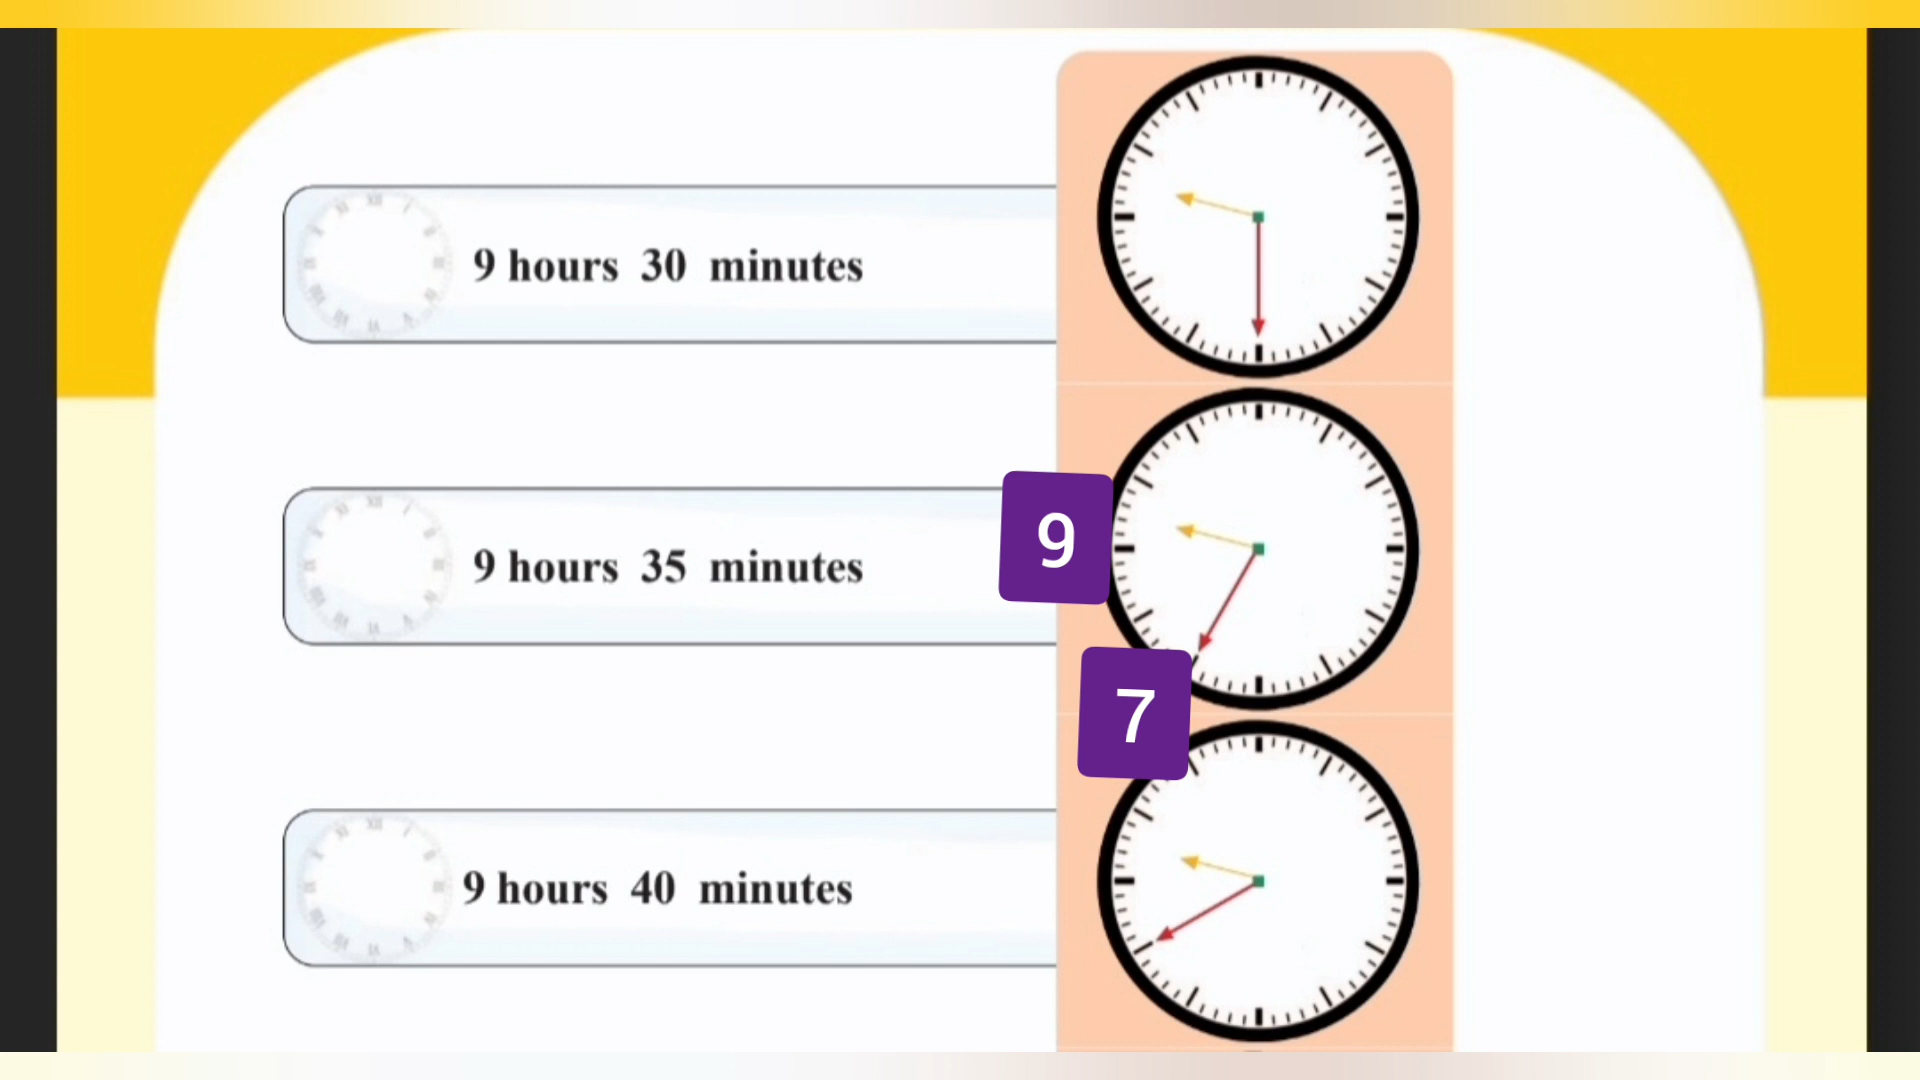 9 hours 30 minutes
9 hours 35 minutes
9
7
9 hours 40 minutes